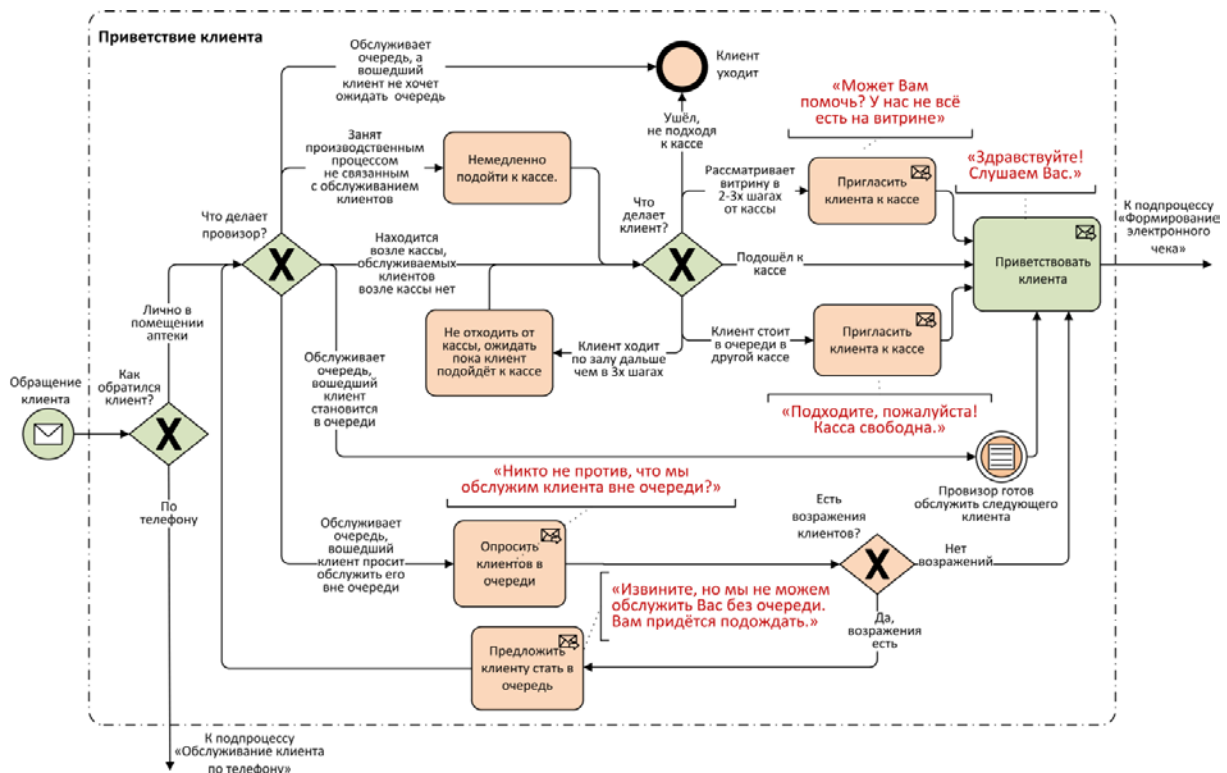 Приветствие клиента
Обслуживает
очередь, а
вошедший
клиент не хочет
ожидать очередь
Клиент
уходит
«Может Вам
помочь? У нас не всё
есть на витрине»
Занят
производственным
процессом
не связанным
с обслуживанием
клиентов
Немедленно
подойти к кассе.
Ушёл,
не подходя
к кассе
Рассматривает
витрину в
2-3х шагах
от кассы
Пригласить
клиента к кассе
«Здравствуйте!
Слушаем Вас.»
К подпроцессу
«Формирование
электронного
чека»
Что делает
провизор?
Что
делает
клиент?
Находится
возле кассы,
обслуживаемых
клиентов
возле кассы нет
Подошёл к
кассе
Приветствовать
клиента
Лично в
помещении
аптеки
Не отходить от
кассы, ожидать
пока клиент
подойдёт к кассе
Клиент ходит
по залу дальше
чем в 3х шагах
Клиент стоит
в очереди в
другой кассе
Пригласить
клиента к кассе
Обслуживает
очередь,
вошедший
клиент
становится
в очереди
Обращение
клиента
Как
обратился
клиент?
«Подходите, пожалуйста!
Касса свободна.»
«Никто не против, что мы
обслужим клиента вне очереди?»
Провизор готов
обслужить следующего
клиента
По
телефону
Обслуживает
очередь,
вошедший
клиент просит
обслужить его
вне очереди
Опросить
клиентов в
очереди
Есть
возражения
клиентов?
Нет
возражений
«Извините, но мы не можем
обслужить Вас без очереди.
Вам придётся подождать.»
Да,
возражения
есть
Предложить
клиенту стать в
очередь
К подпроцессу
«Обслуживание клиента
по телефону»